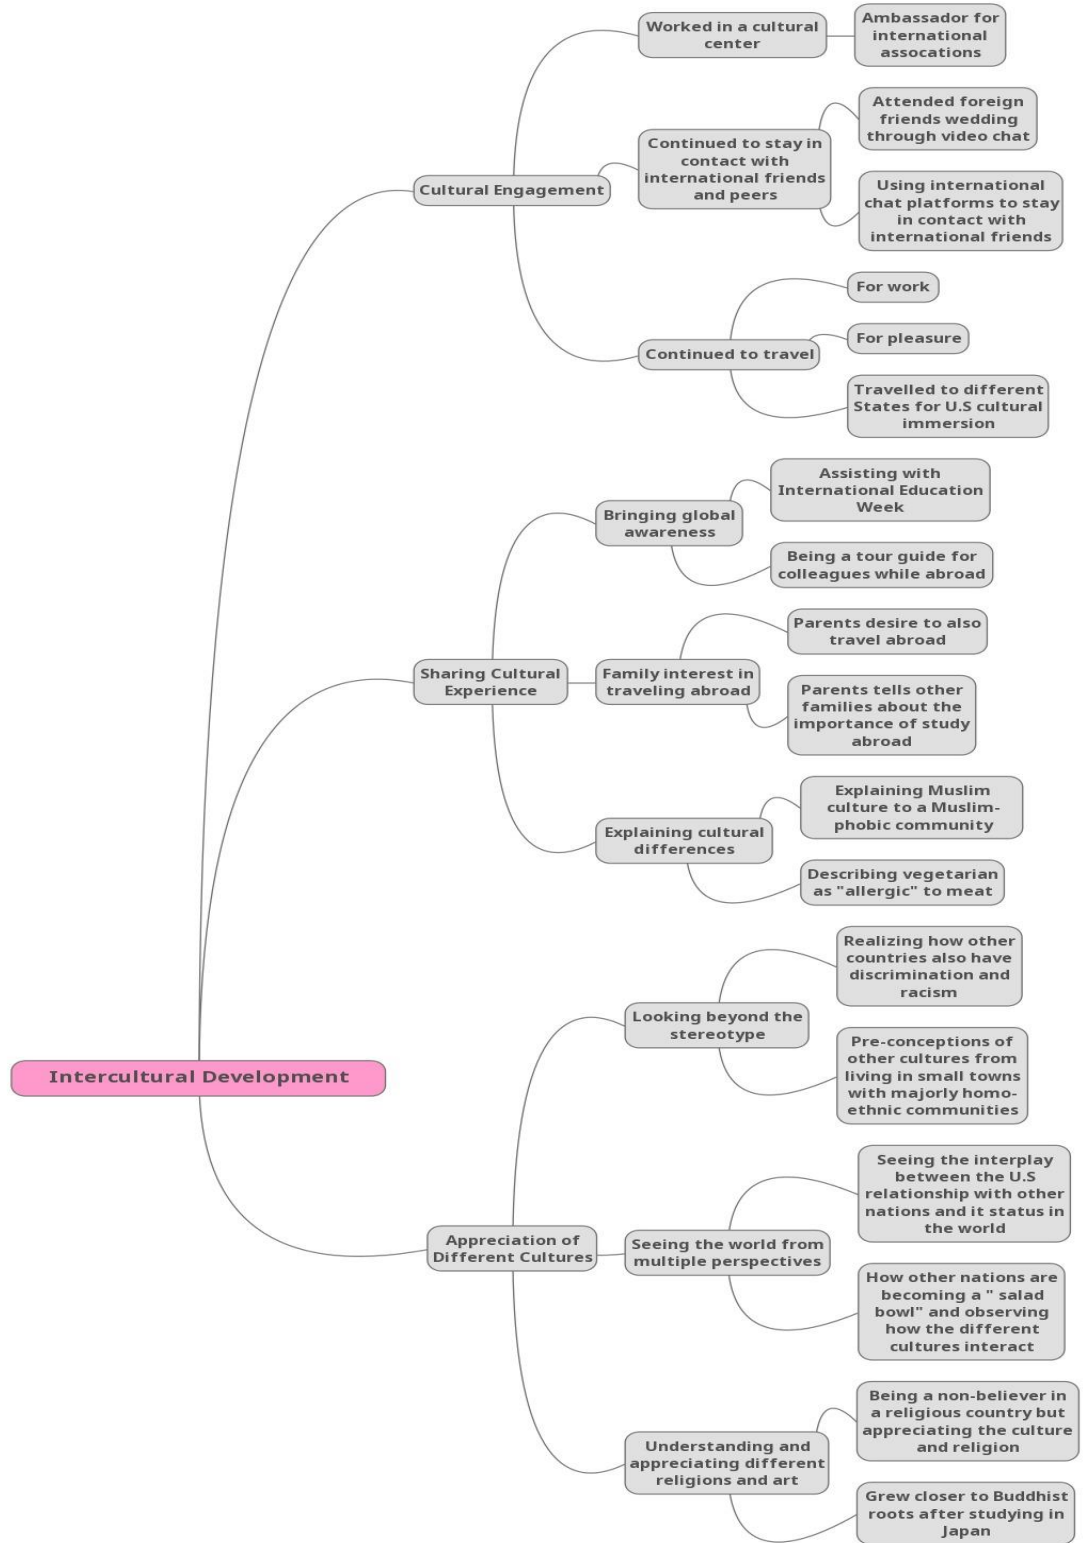 Worked in a cultural
center
Ambassador for
international
assocations
Attended foreign
friends wedding
through video chat
Continued to stay in
contact with
international friends
and peers
Cultural Engagement
Using international
chat platforms to stay
in contact with
international friends
For work
For pleasure
Continued to travel
Travelled to different
States for U.S cultural
immersion
Assisting with
International Education
Week
Bringing global
awareness
Being a tour guide for
colleagues while abroad
Parents desire to also
travel abroad
Sharing Cultural
Experience
Family interest in
traveling abroad
Parents tells other
families about the
importance of study
abroad
Explaining Muslim
culture to a Muslim-
phobic community
Explaining cultural
differences
Describing vegetarian
as "allergic" to meat
Realizing how other
countries also have
discrimination and
racism
Looking beyond the
stereotype
Pre-conceptions of
other cultures from
living in small towns
with majorly homo-
ethnic communities
Intercultural Development
Seeing the interplay
between the U.S
relationship with other
nations and it status in
the world
Appreciation of
Different Cultures
Seeing the world from
multiple perspectives
How other nations are
becoming a " salad
bowl" and observing
how the different
cultures interact
Being a non-believer in
a religious country but
appreciating the culture
and religion
Understanding and
appreciating different
religions and art
Grew closer to Buddhist
roots after studying in
Japan